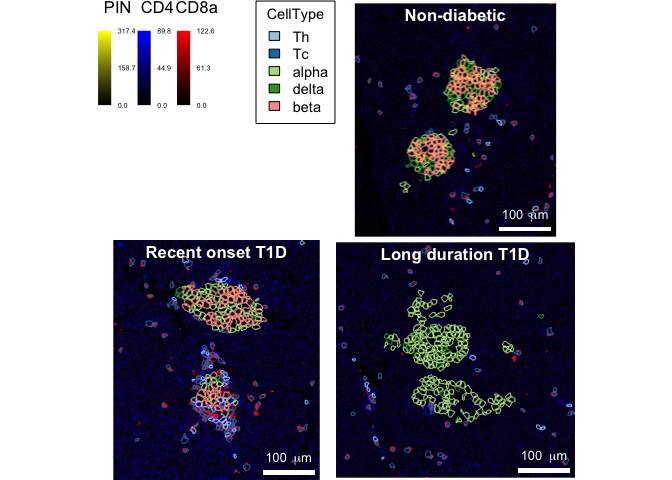 PIN CD4 CD8a
317.4 89.8 122.6
158.7 44.9 61.3
0.0 0.0 0.0
CellType
Th
Tc
alpha
delta
beta
Non-diabetic
100 μm
Recent onset T1D
100 μm
Long duration T1D
100 μm